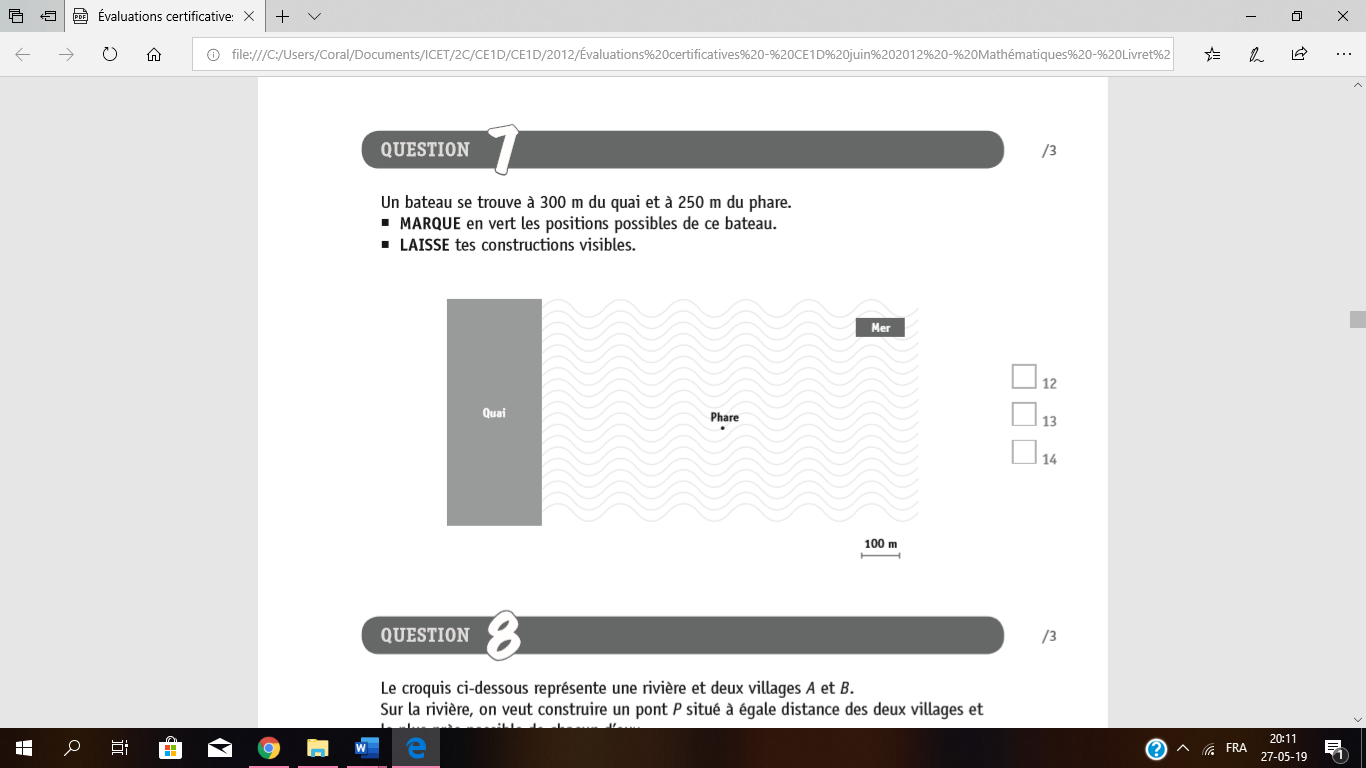 Évaluations certificative
file:///C:/Users/Coral/Documents/ICET/2C/CE1D/CE1D/2012/Évaluations%20certificatives%20-%20CE1D%20juin%202012%20-%20Mathématiques%20-%20Livret%2
QUESTION 7
/3
Un bateau se trouve à 300 m du quai et à 250 m du phare.
■ MARQUE en vert les positions possibles de ce bateau.
■ LAISSE tes constructions visibles.
Mer
Quai
Phare
12
13
14
100 m
QUESTION 8
/3
Le croquis ci-dessous représente une rivière et deux villages A et B.
Sur la rivière, on veut construire un pont P situé à égale distance des deux villages et
FRA
20:11
27-05-19
1